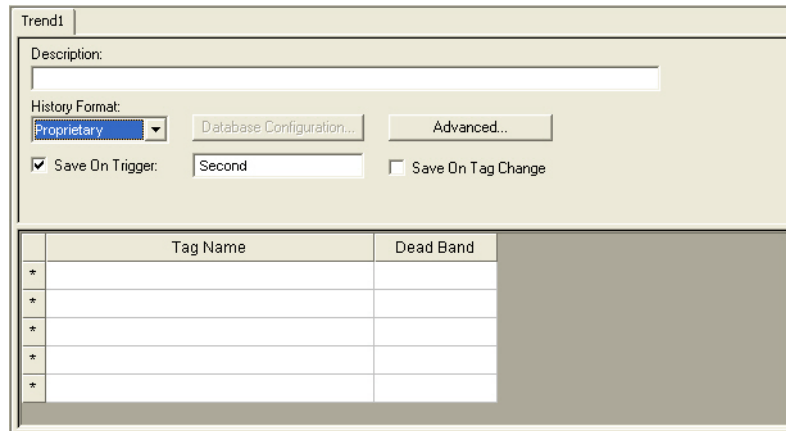 Trend1
Description:
History Format:
Proprietary Database Configuration... Advanced...
Save On Trigger: Second Save On Tag Change
Tag Name Dead Band
*
*
*
*
*